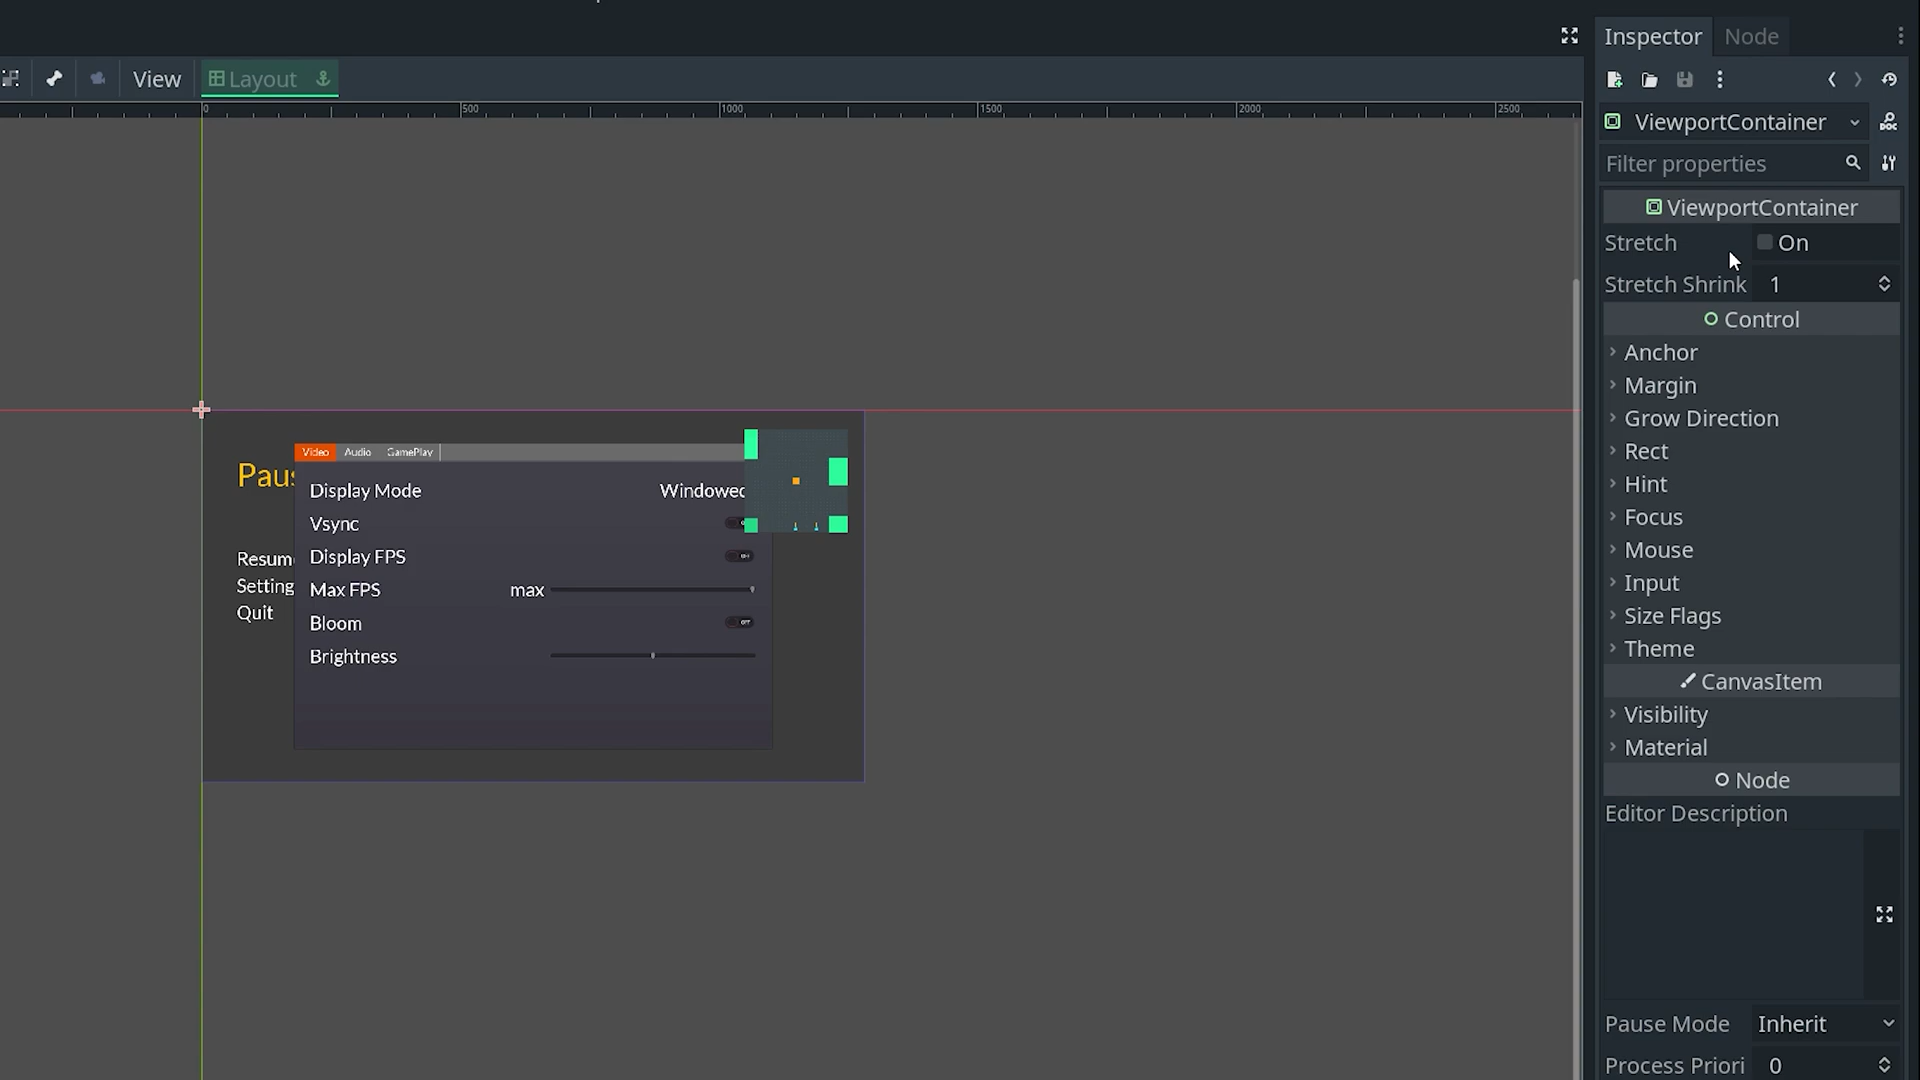 Inspector Node
View Layout
0 500 1000 1500 2000 2500
ViewportContainer
DOC
Filter properties
ViewportContainer
Stretch On
Stretch Shrink 1
Control
Anchor
Margin
Grow Direction
Rect
Hint
Focus
Mouse
Input
Size Flags
Theme
CanvasItem
Visibility
Material
Node
Editor Description
Pause Mode Inherit
Process Priori 0
Paus
Resum
Setting
Quit
Video Audio GamePlay
Display Mode Windowed
Vsync
Display FPS
Max FPS max
Bloom OFF
Brightness